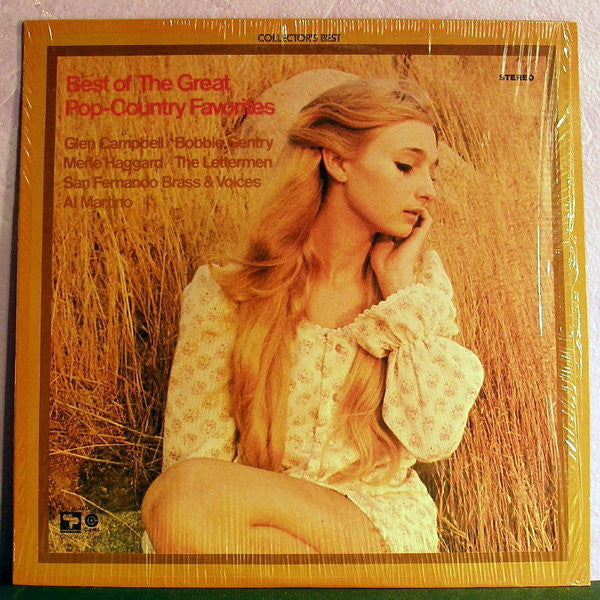 COLLECTOR'S BEST
Best of The Great
Pop-Country Favorites
STEREO
Glen Campbell / Bobbie Gentry
Merle Haggard / The Lettermen
San Fernando Brass & Voices
Al Martino